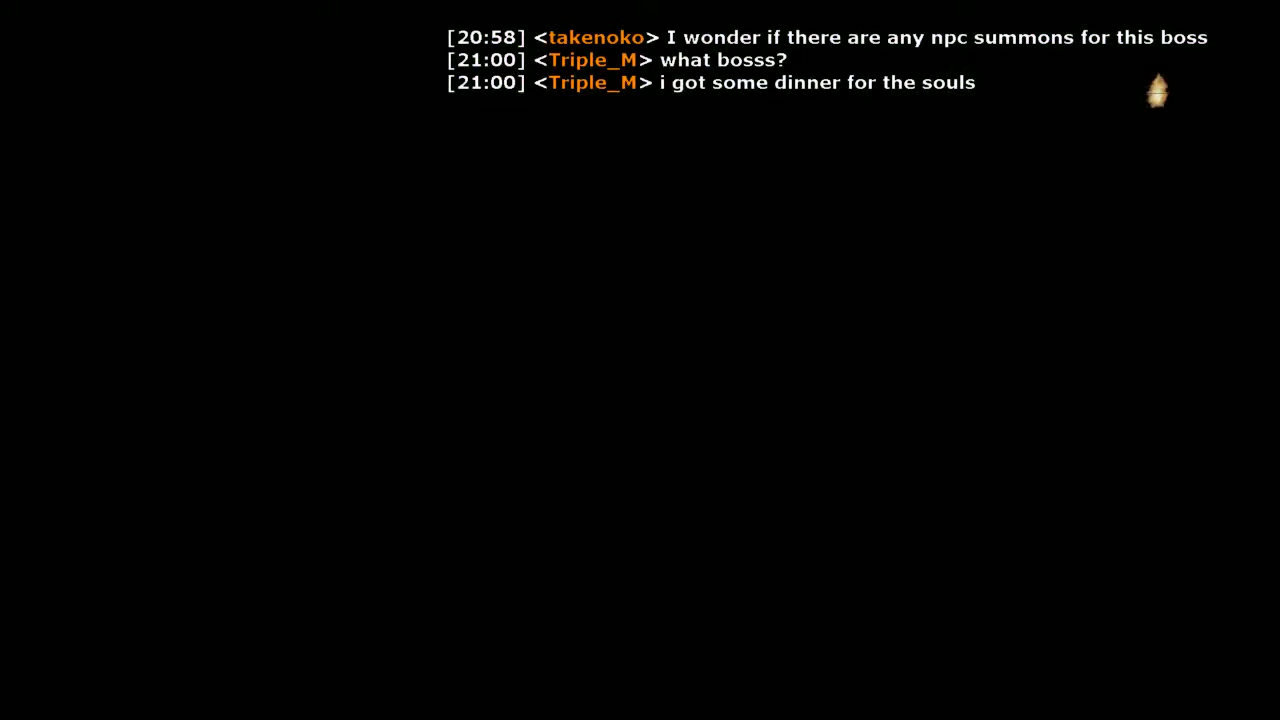 [20:58] <takenoko> I wonder if there are any npc summons for this boss
[21:00] <Triple_M> what bosss?
[21:00] <Triple_M> i got some dinner for the souls